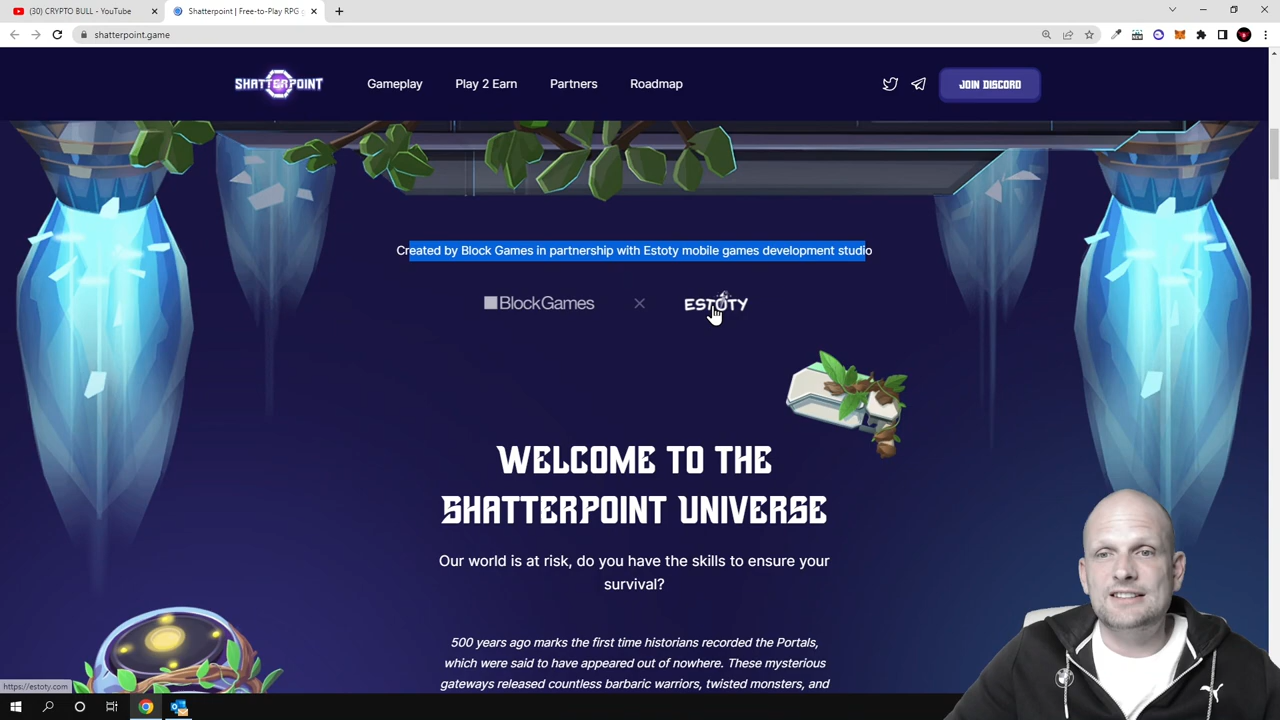 (30) CRYPTO BULL - YouTube
Shatterpoint | Free-to-Play RPG g
shatterpoint.game
SHATTERPOINT
Gameplay
Play 2 Earn
Partners
Roadmap
JOIN DISCORD
Created by Block Games in partnership with Estoty mobile games development studio
BlockGames
ESTOTY
WELCOME TO THE
SHATTERPOINT UNIVERSE
Our world is at risk, do you have the skills to ensure your
survival?
500 years ago marks the first time historians recorded the Portals,
which were said to have appeared out of nowhere. These mysterious
gateways released countless barbaric warriors, twisted mnsters, and
https://estoty.com